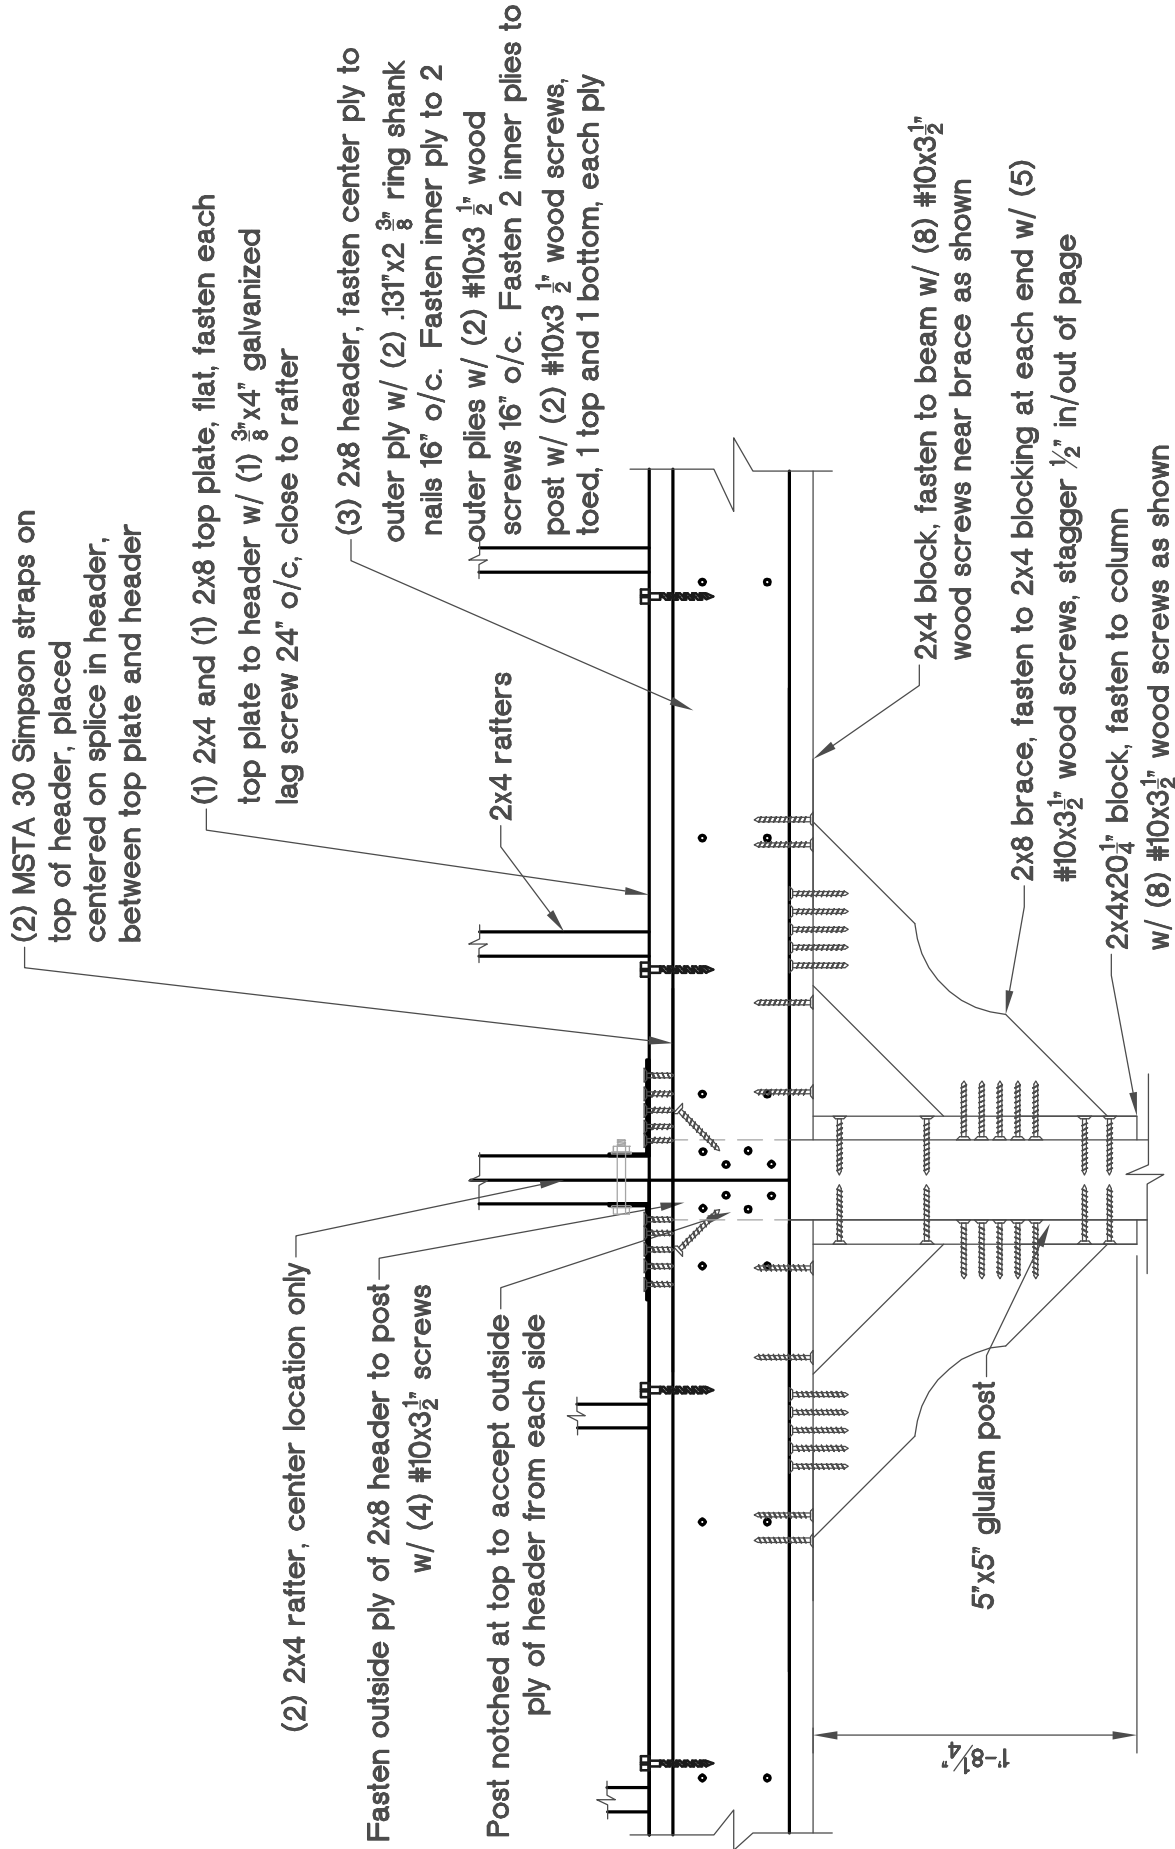 (2) MSTA 30 Simpson straps on
top of header, placed
centered on splice in header,
between top plate and header
(1) 2x4 and (1) 2x8 top plate, flat, fasten each
top plate to header w/ (1) 3/8"x4" galvanized
lag screw 24" o/c, close to rafter
(3) 2x8 header, fasten center ply to
outer ply w/ (2) .131"x2 3/8" ring shank
nails 16" o/c. Fasten inner ply to 2
outer plies w/ (2) #10x3 1/2" wood
screws 16" o/c. Fasten 2 inner plies to
post w/ (2) #10x3 1/2" wood screws,
toed, 1 top and 1 bottom, each ply
2x4 rafters
(2) 2x4 rafter, center location only
Fasten outside ply of 2x8 header to post
w/ (4) #10x3 1/2" screws
Post notched at top to accept outside
ply of header from each side
2x4 block, fasten to beam w/ (8) #10x3 1/2"
wood screws near brace as shown
2x8 brace, fasten to 2x4 blocking at each end w/ (5)
#10x3 1/2" wood screws, stagger 1/2" in/out of page
2x4x20 1/4" block, fasten to column
w/ (8) #10x3 1/2" wood screws as shown
5"x5" glulam post
1'-8 1/4"